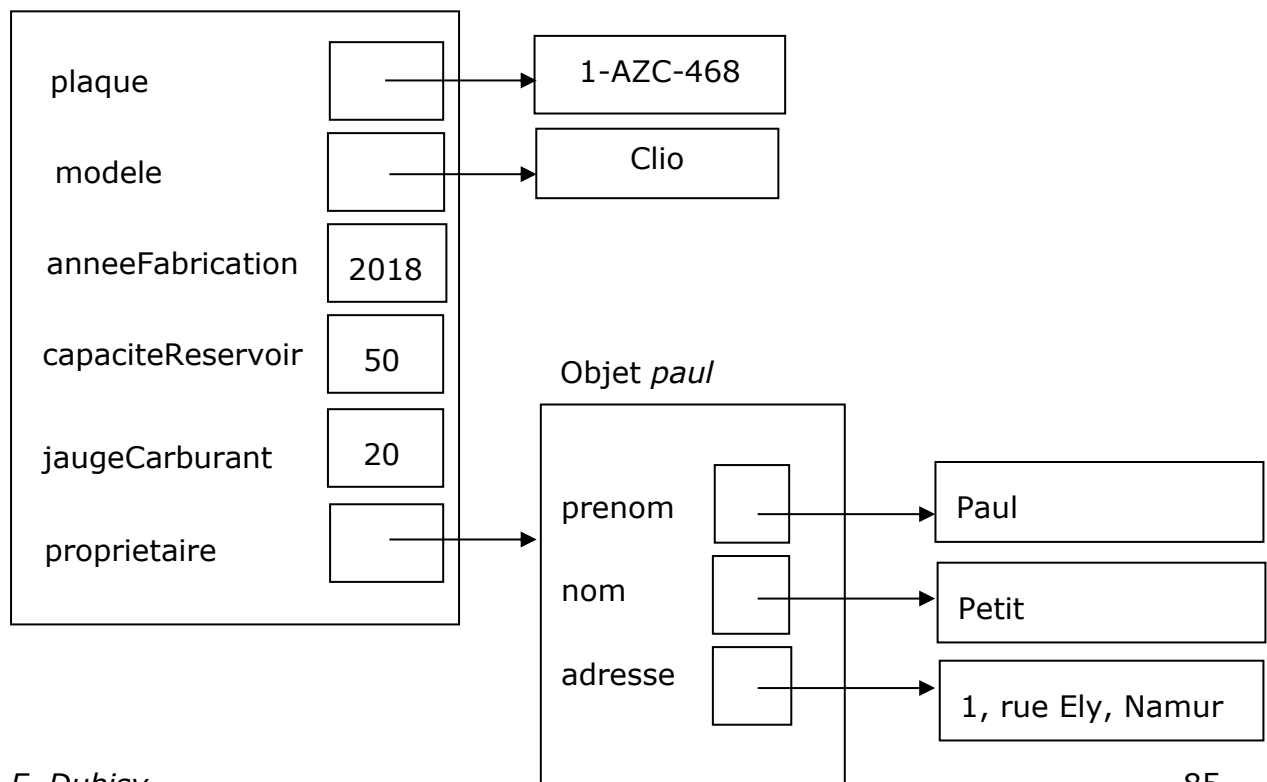 plaque
1-AZC-468
modele
Clio
anneeFabrication
2018
capaciteReservoir
50
jaugeCarburant
20
proprietaire
Objet paul
prenom
Paul
nom
Petit
adresse
1, rue Ely, Namur